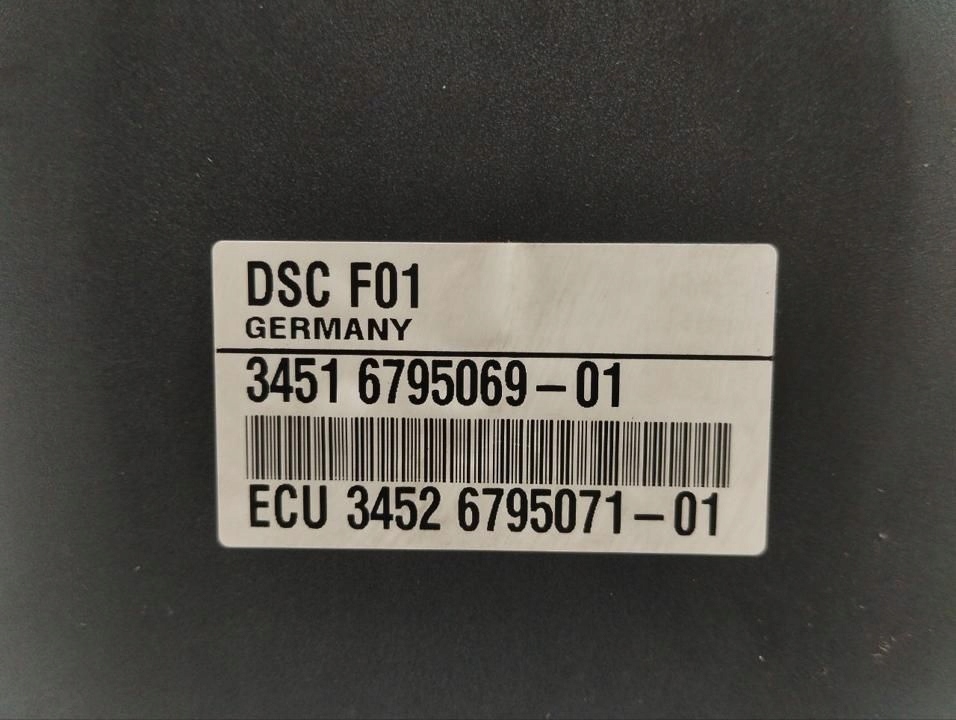 DSC F01
GERMANY
3451 6795069-01
ECU 3452 6795071-01